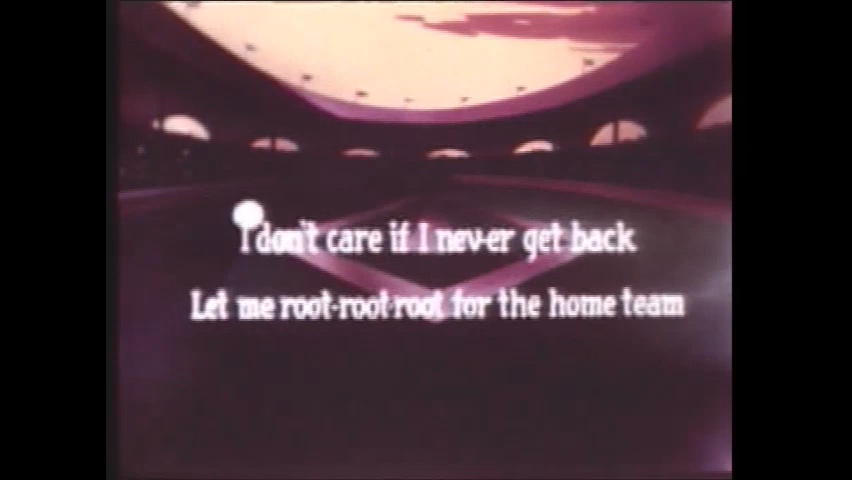 I don't care if I nev-er get back
Let me root-root-root for the home team